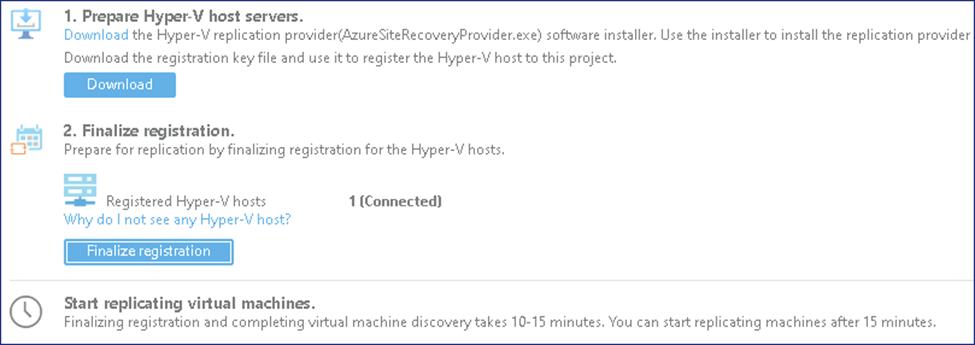 1. Prepare Hyper-V host servers.
Download the Hyper-V replication provider(AzureSiteRecoveryProvider.exe) software installer. Use the installer to install the replication provider
Download the registration key file and use it to register the Hyper-V host to this project.
Download
2. Finalize registration.
Prepare for replication by finalizing registration for the Hyper-V hosts.
Registered Hyper-V hosts 1 (Connected)
Why do I not see any Hyper-V host?
Finalize registration
Start replicating virtual machines.
Finalizing registration and completing virtual machine discovery takes 10-15 minutes. You can start replicating machines after 15 minutes.